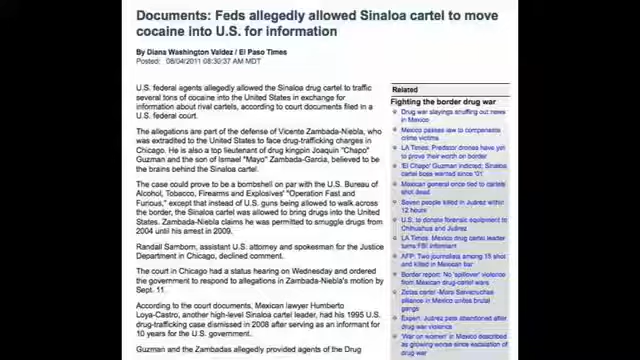 Documents: Feds allegedly allowed Sinaloa cartel to move
cocaine into U.S. for information
By Diana Washington Valdez / El Paso Times
Posted: 08/04/2011 08:30:37 AM MDT
U.S. federal agents allegedly allowed the Sinaloa drug cartel to traffic
several tons of cocaine into the United States in exchange for
information about rival cartels, according to court documents filed in a
U.S. federal court.
The allegations are part of the defense of Vicente Zambada-Niebla, who
was extradited to the United States to face drug-trafficking charges in
Chicago. He is also a top lieutenant of drug kingpin Joaquin "Chapo"
Guzman and the son of Ismael "Mayo" Zambada-Garcia, believed to be
the brains behind the Sinaloa cartel.
The case could prove to be a bombshell on par with the U.S. Bureau of
Alcohol, Tobacco, Firearms and Explosives' "Operation Fast and
Furious," except that instead of U.S. guns being allowed to walk across
the border, the Sinaloa cartel was allowed to bring drugs into the United
States. Zambada-Niebla claims he was permitted to smuggle drugs from
2004 until his arrest in 2009.
Randall Samborn, assistant U.S. attorney and spokesman for the Justice
Department in Chicago, declined comment.
The court in Chicago had a status hearing on Wednesday and ordered
the government to respond to allegations in Zambada-Niebla's motion by
Sept. 11.
According to the court documents, Mexican lawyer Humberto
Loya-Castro, another high-level Sinaloa cartel leader, had his 1995 U.S.
drug-trafficking case dismissed in 2008 after serving as an informant for
10 years for the U.S. government.
Guzman and the Zambadas allegedly provided agents of the Drug
Related
Fighting the border drug war
Drug slayings snuffing out news
in Mexico
Mexico passes law to compensate
crime victims
LA Times: Predator drones have yet
to prove their worth on border
'El Chapo' Guzman indicted; Sinaloa
cartel boss wanted since '01
Mexican general once tied to cartels
shot dead
Seven people killed in Juárez within
12 hours
U.S. to donate forensic equipment to
Chihuahua and Juárez
LA Times: Mexico drug cartel leader
turns FBI informant
AFP: Two journalists among 15 shot
and killed in Mexican bar
Border report: No 'spillover' violence
from Mexican drug-cartel wars
Zetas cartel-Mara Salvatruchas
alliance in Mexico unites brutal
gangs
Expert: Juárez pets abandoned after
drug war violence
'War on women' in Mexico described
as growing worse since escalation of
drug war